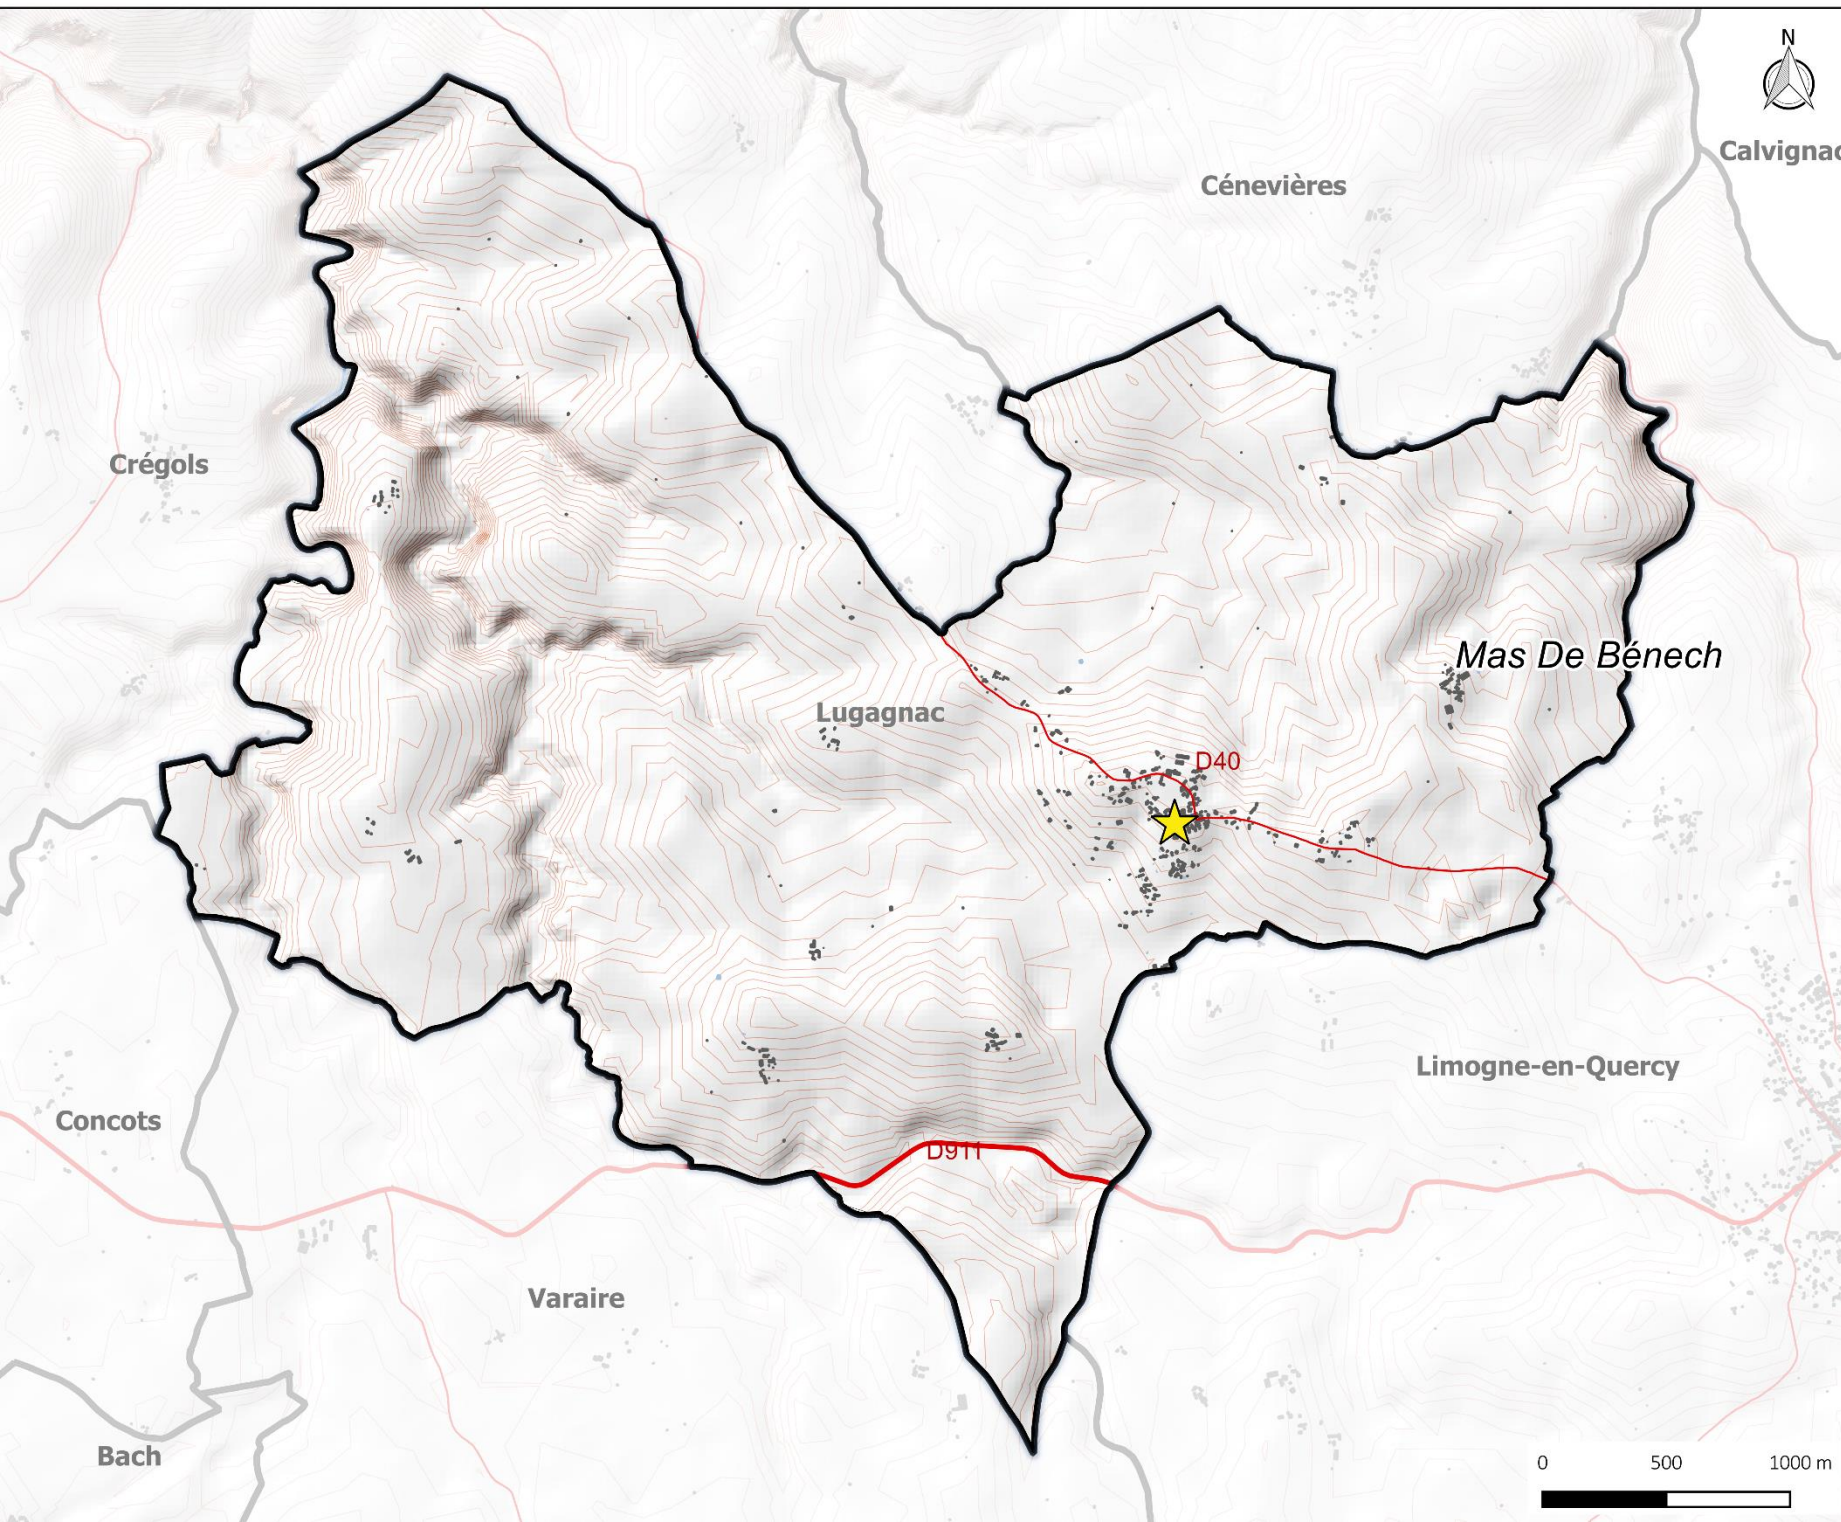 N
Calvignac
Cénevières
Crégols
Mas De Bénech
Lugagnac
D40
Limogne-en-Quercy
Concots
D911
Varaire
Bach
0 500 1000 m